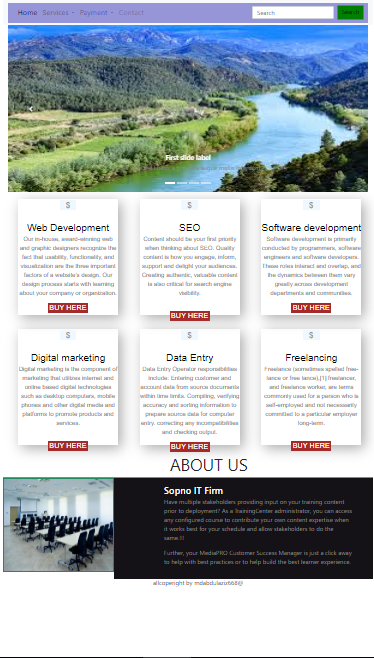 Home Services Payment Contact
Search
Search
First slide label
$
Web Development
Our in-house, award-winning web
and graphic designers recognize the
fact that usability, functionality, and
visualization are the three important
factors of a website's design. Our
design process starts with learning
about your company or organization.
BUY HERE
$
SEO
Content should be your first priority
when thinking about SEO. Quality
content is how you engage, inform,
support and delight your audiences.
Creating authentic, valuable content
is also critical for search engine
visibility.
BUY HERE
$
Software Development
Software development is primarily
conducted by programmers, software
engineers and software developers.
These roles interact and overlap, and
the dynamics between them vary
greatly across development
departments and communities.
BUY HERE
$
Digital marketing
Digital marketing is the component of
marketing that utilizes internet and
online based digital technologies
such as desktop computers, mobile
phones and other digital media and
platforms to promote products and
services.
BUY HERE
$
Data Entry
Data Entry Operator responsibilities
include: Entering customer and
account data from source documents
within time limits. Compiling, verifying
accuracy and sorting information to
prepare source data for computer
entry, correcting any incompatibilities
and checking output.
BUY HERE
$
Freelancing
Freelance (sometimes spelled free-
lance or free lance),[1] freelancer,
and freelance worker, are terms
commonly used for a person who is
self-employed and not necessarily
committed to a particular employer
long-term.
BUY HERE
ABOUT US
Sopno IT Firm
Have multiple stakeholders providing input on your training content
prior to deployment? As a TrainingCenter administrator, you can access
any configured course to contribute your own content expertise when
it works best for your schedule and allow stakeholders to do the
same.!!!
Further, your MediaPRO Customer Success Manager is just a click away
to help with best practices or to help build the best learner experience.
allcoperight by mdabdulaziz668@